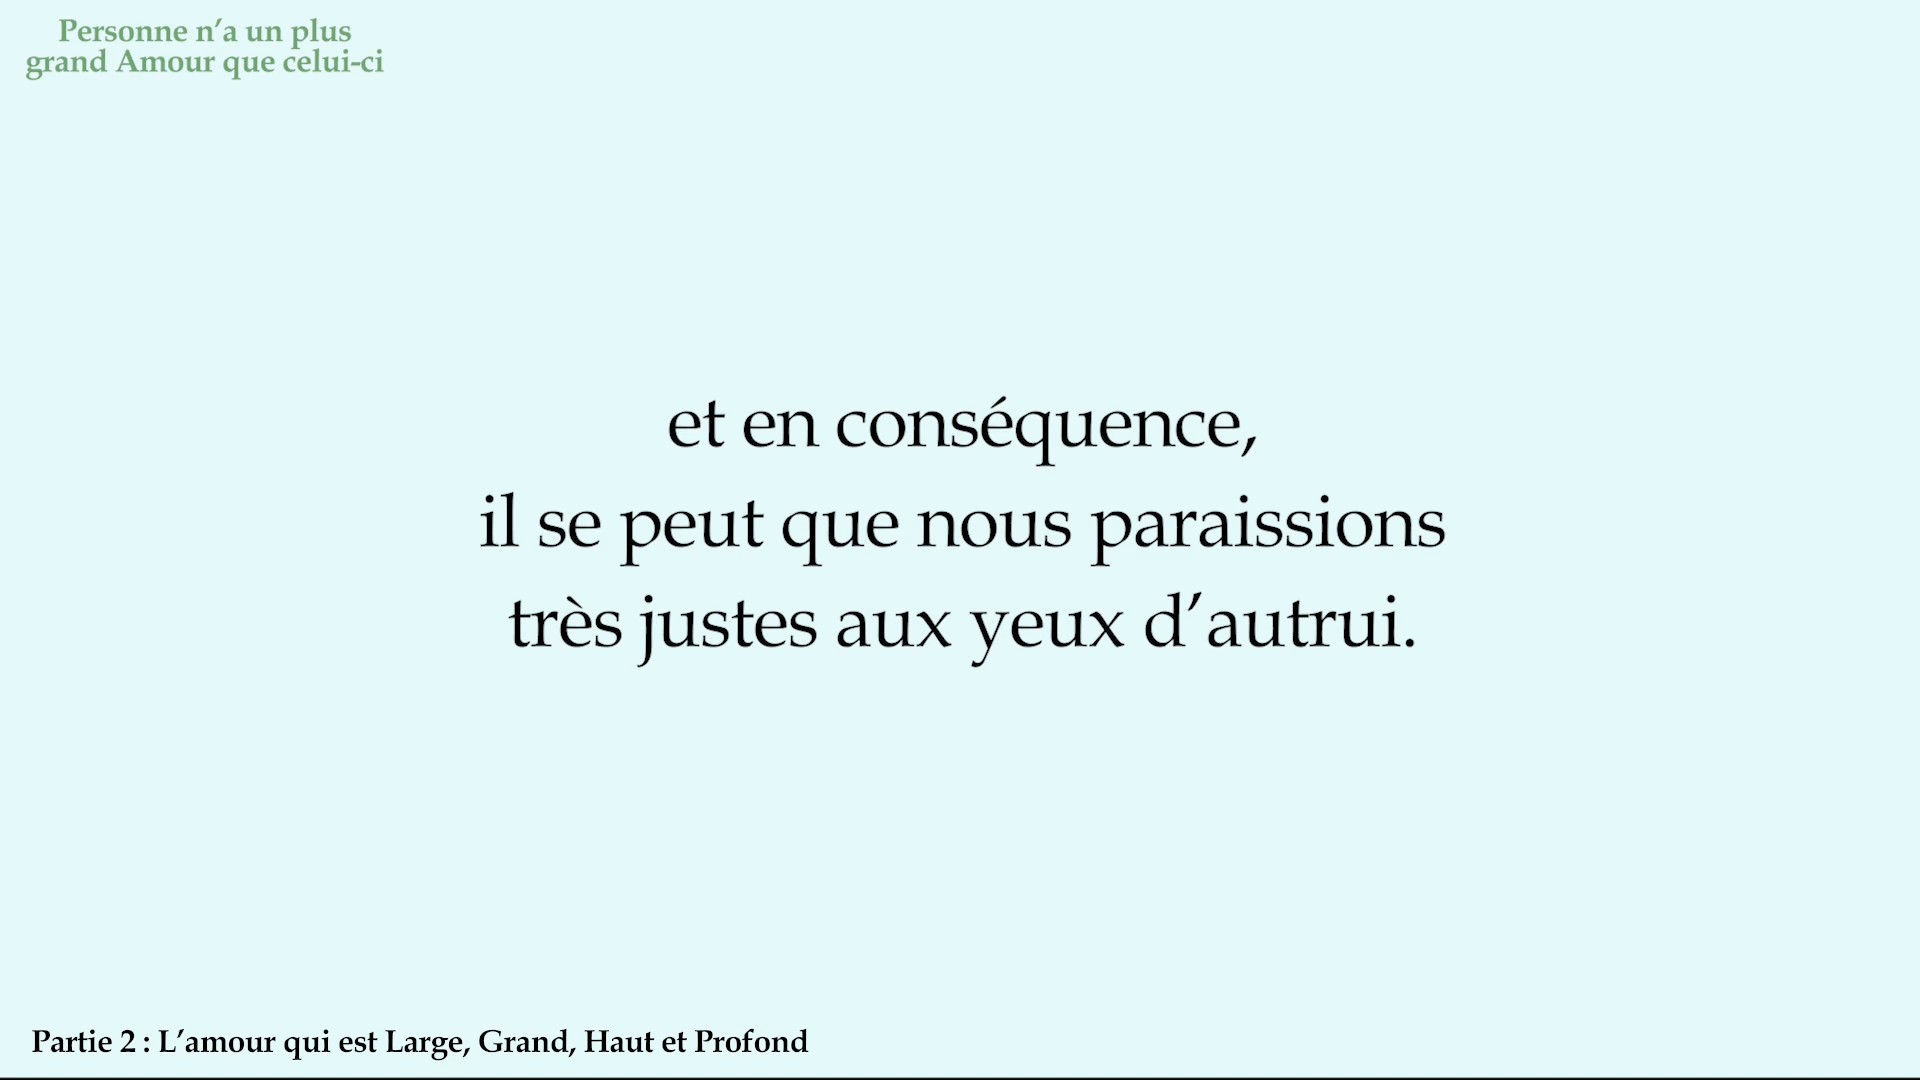 Personne n’a un plus
grand Amour que celui-ci
et en conséquence,
il se peut que nous paraissions
très justes aux yeux d’autrui.
Partie 2 : L’amour qui est Large, Grand, Haut et Profond